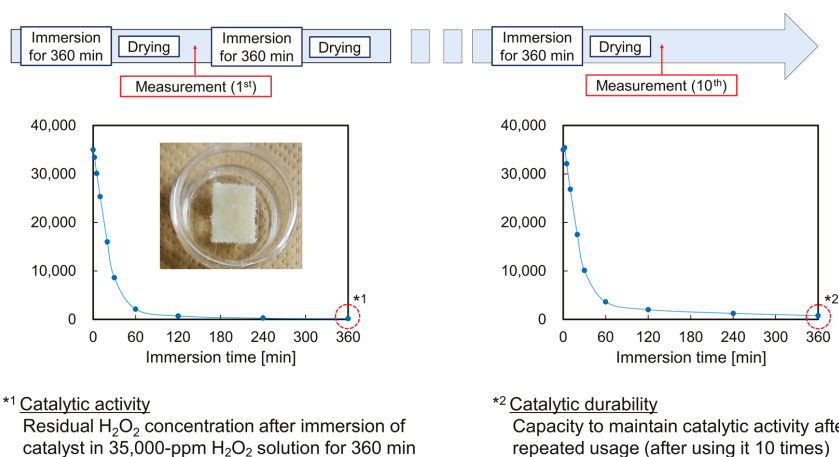 Immersion
for 360 min
Drying
Immersion
for 360 min
Drying
Immersion
for 360 min
Drying
Measurement (1st)
Measurement (10th)
40,000
30,000
20,000
10,000
0
0 60 120 180 240 300 360
Immersion time [min]
*1
40,000
30,000
20,000
10,000
0
0 60 120 180 240 300 360
Immersion time [min]
*2
*1 Catalytic activity
Residual H₂O₂ concentration after immersion of
catalyst in 35,000-ppm H₂O₂ solution for 360 min
*2 Catalytic durability
Capacity to maintain catalytic activity afte
repeated usage (after using it 10 times)